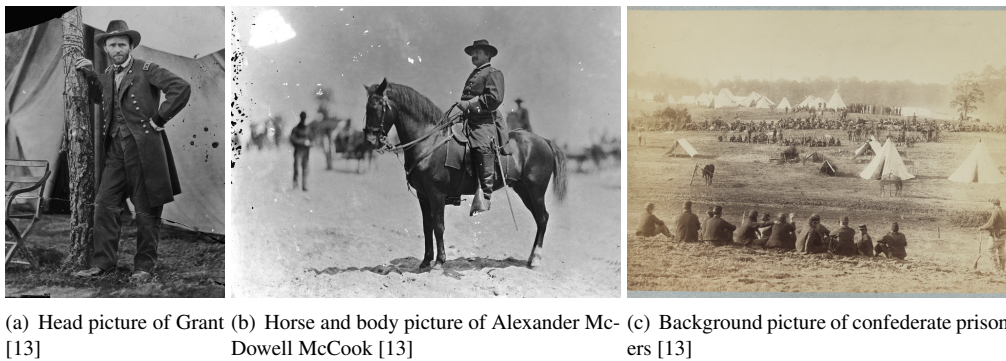 (a) Head picture of Grant
[13]
(b) Horse and body picture of Alexander Mc-
Dowell McCook [13]
(c) Background picture of confederate prison-
ers [13]